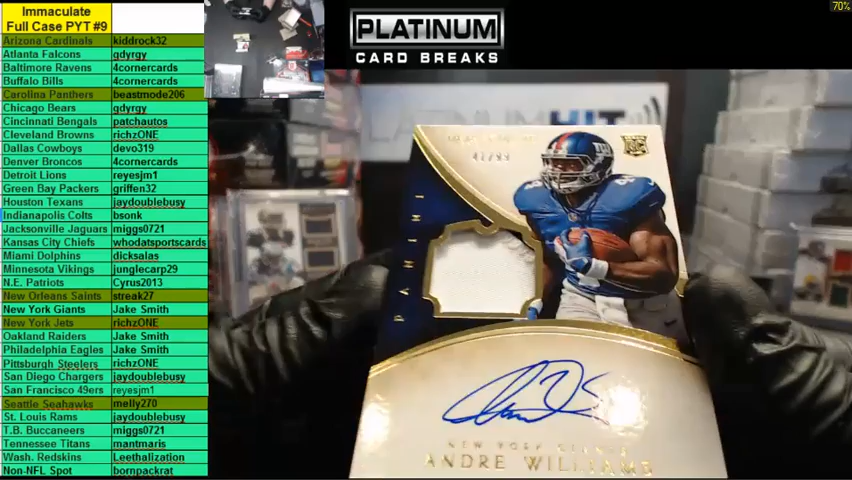 Immaculate
Full Case PYT #9
Arizona Cardinals kiddrock32
Atlanta Falcons gdyrgy
Baltimore Ravens 4cornercards
Buffalo Bills 4cornercards
Carolina Panthers beastmode206
Chicago Bears gdyrgy
Cincinnati Bengals patchautos
Cleveland Browns richzONE
Dallas Cowboys devo319
Denver Broncos 4cornercards
Detroit Lions reyesjm1
Green Bay Packers griffen32
Houston Texans jaydoublebusy
Indianapolis Colts bsonk
Jacksonville Jaguars miggs0721
Kansas City Chiefs whodatsportscards
Miami Dolphins dicksalas
Minnesota Vikings junglecarp29
N.E. Patriots Cyrus2013
New Orleans Saints streak27
New York Giants Jake Smith
New York Jets richzONE
Oakland Raiders Jake Smith
Philadelphia Eagles Jake Smith
Pittsburgh Steelers richzONE
San Diego Chargers jaydoublebusy
San Francisco 49ers reyesjm1
Seattle Seahawks melly270
St. Louis Rams jaydoublebusy
T.B. Buccaneers miggs0721
Tennessee Titans mantmaris
Wash. Redskins Leethalization
Non-NFL Spot bornpackrat
PLATINUM
CARD BREAKS
70%
RC
PANINI
NEW YORK GIANTS
ANDRE WILLIAMS